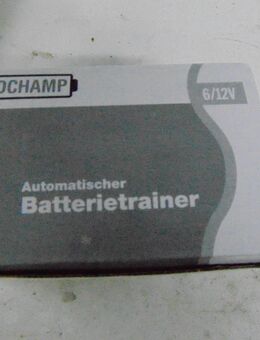 OCHAMP
6/12V
Automatischer
Batterietrainer